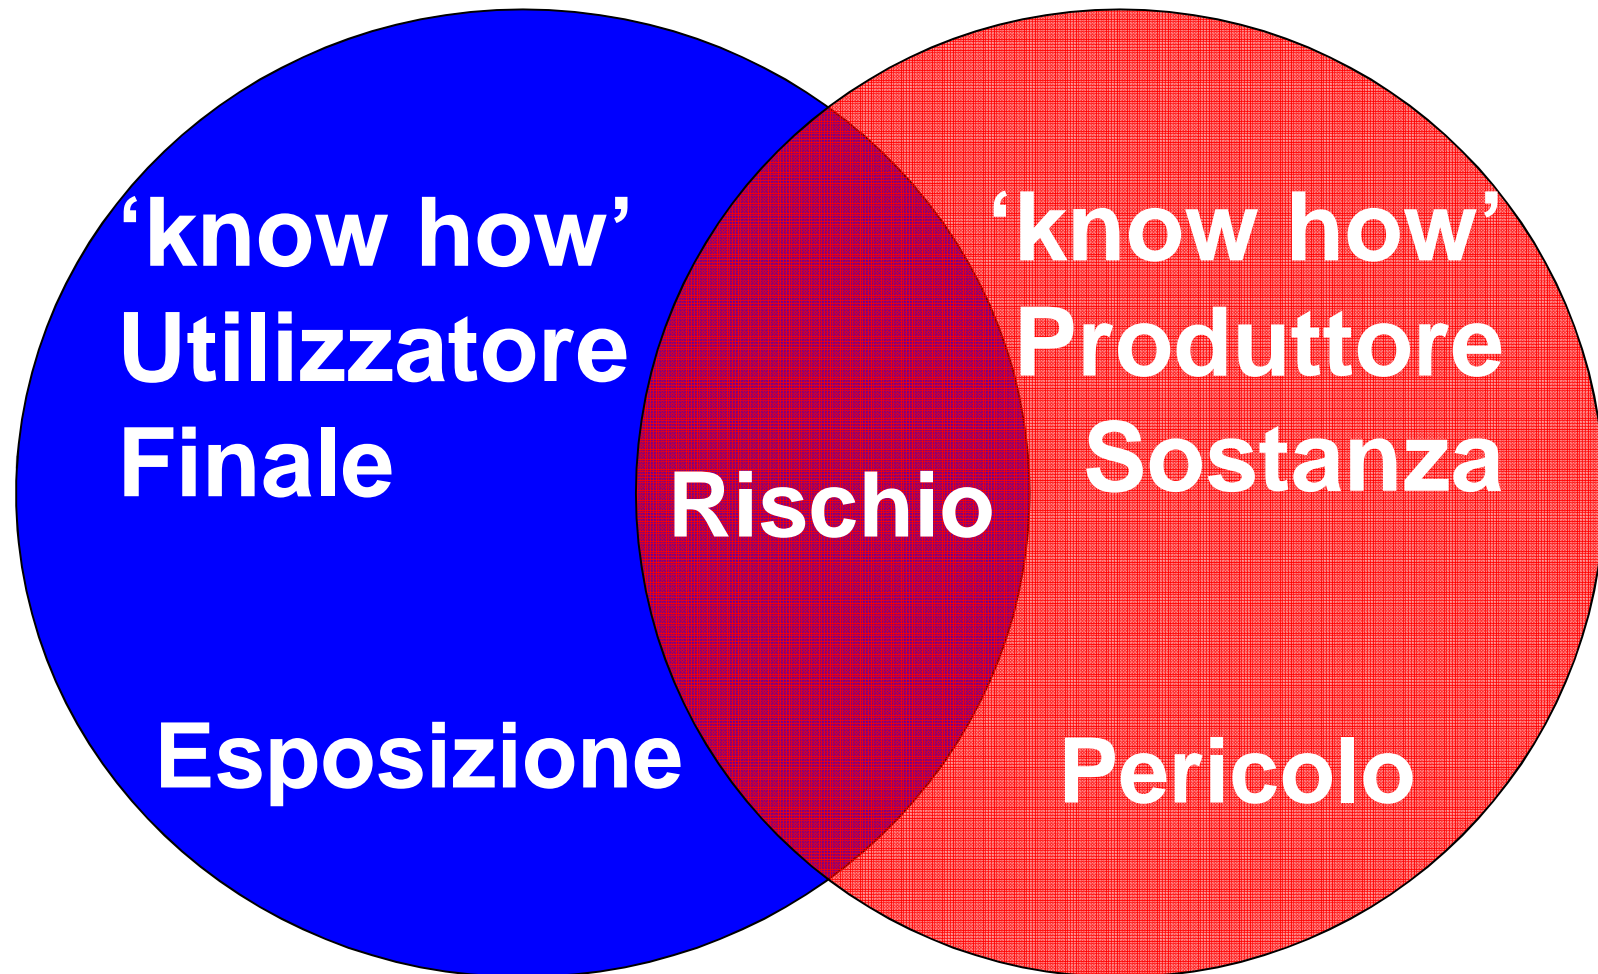 ‘know how’
Utilizzatore
Finale
Esposizione
Rischio
‘know how’
Produttore
Sostanza
Pericolo